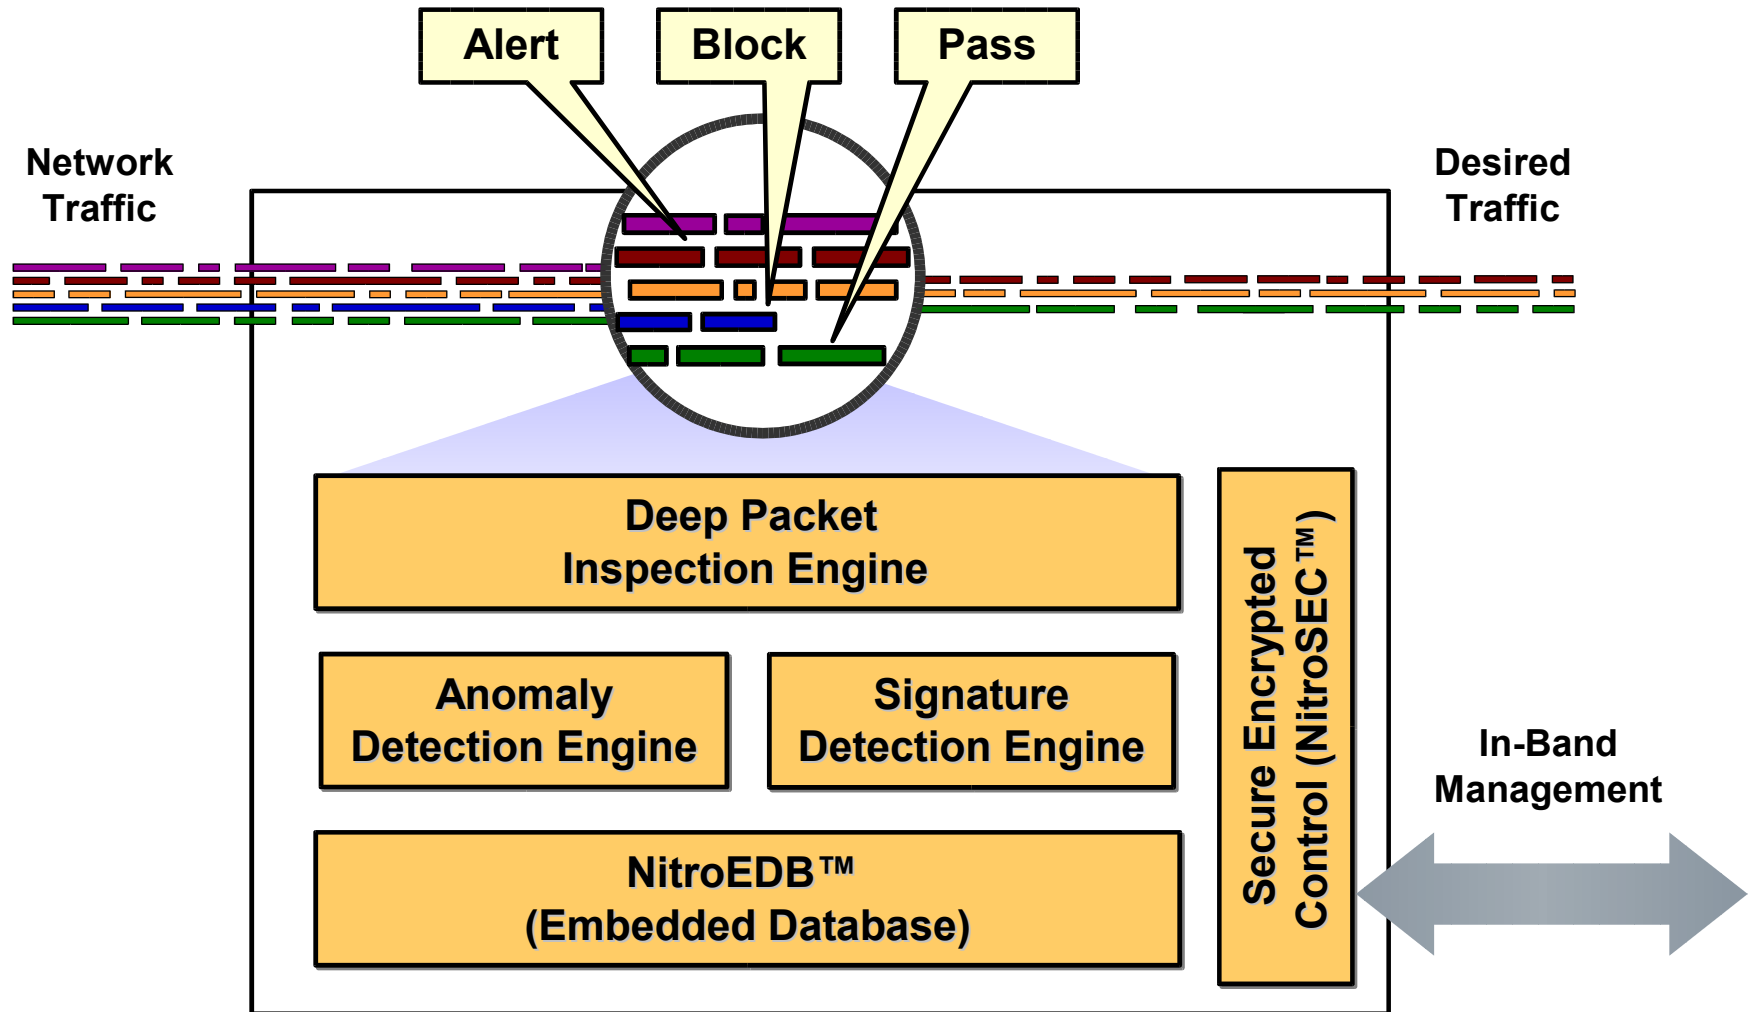 Alert
Block
Pass
Network
Traffic
Desired
Traffic
Deep Packet
Inspection Engine
Anomaly
Detection Engine
Signature
Detection Engine
NitroEDB™
(Embedded Database)
Secure Encrypted
Control (NitroSEC™)
In-Band
Management